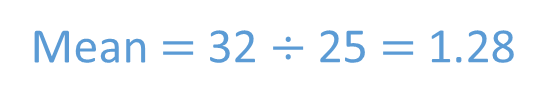 Mean = 32 ÷ 25 = 1.28